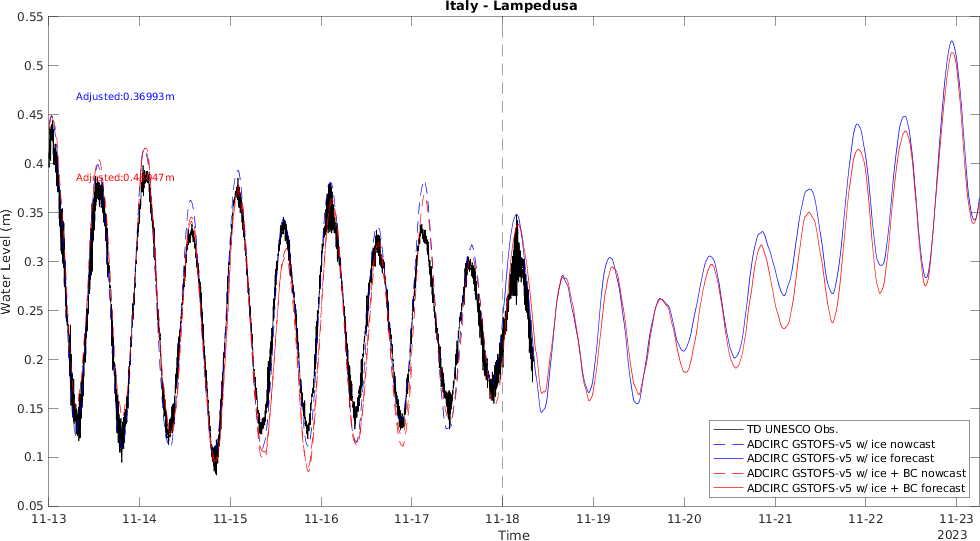 Italy - Lampedusa
0.55
0.5
0.45
0.4
0.35
0.3
0.25
0.2
0.15
0.1
0.05
Water Level (m)
Adjusted:0.36993m
11-13
11-14
11-15
11-16
11-17
11-18
11-19
11-20
11-21
11-22
11-23
Time
2023
TD UNESCO Obs.
ADCIRC GSTOFS-v5 w/ ice nowcast
ADCIRC GSTOFS-v5 w/ ice forecast
ADCIRC GSTOFS-v5 w/ ice + BC nowcast
ADCIRC GSTOFS-v5 w/ ice + BC forecast